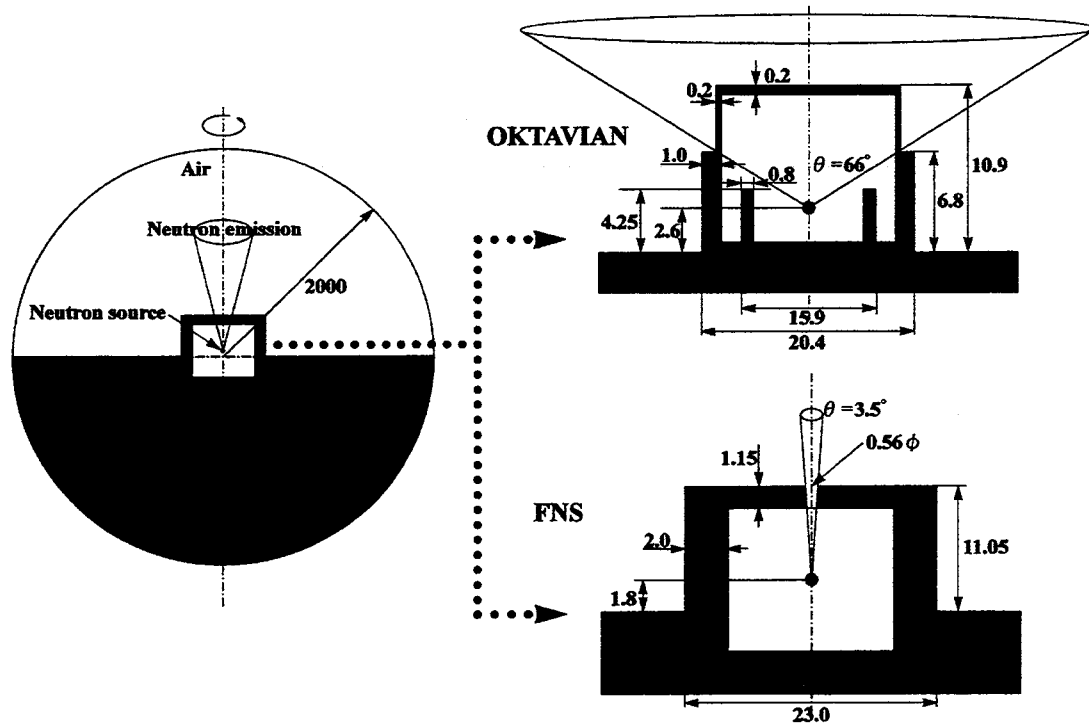 Air
Neutron emission
2000
Neutron source
OKTAVIAN
0.2
0.2
1.0
0.8
θ =66°
10.9
6.8
4.25
2.6
15.9
20.4
FNS
θ =3.5°
0.56 φ
1.15
2.0
11.05
1.8
23.0